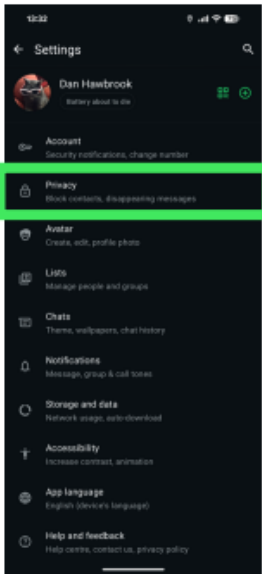 12:32
Settings
Dan Hawbrook
Battery about to die
Account
Security notifications, change number
Privacy
Block contacts, disappearing messages
Avatar
Create, edit, profile photo
Lists
Manage people and groups
Chats
Theme, wallpapers, chat history
Notifications
Message, group & call tones
Storage and data
Network usage, auto-download
Accessibility
Increase contrast, animation
App language
English (device's language)
Help and feedback
Help centre, contact us, privacy policy